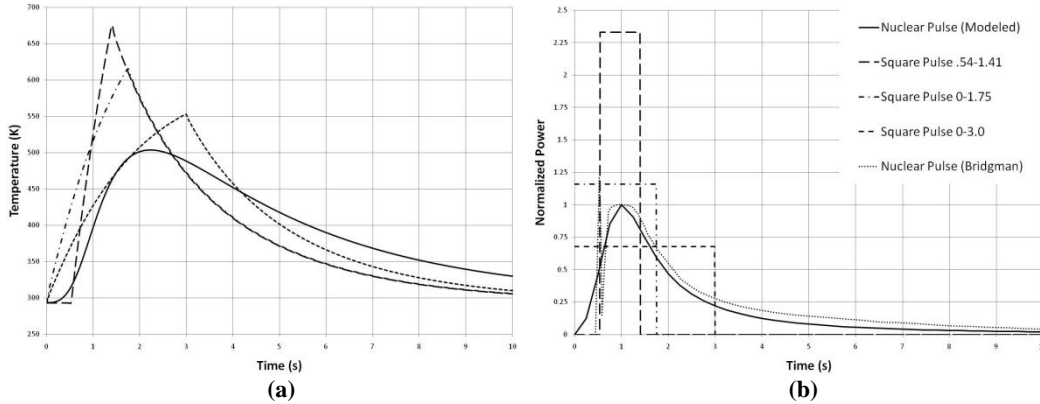 700
650
600
550
500
450
400
350
300
250
Temperature (K)
0 1 2 3 4 5 6 7 8 9 10
Time (s)
(a)
2.5
2.25
2
1.75
1.5
1.25
1
0.75
0.5
0.25
0
Normalized Power
0 1 2 3 4 5 6 7 8 9 10
Time (s)
(b)
Nuclear Pulse (Modeled)
Square Pulse .54-1.41
Square Pulse 0-1.75
Square Pulse 0-3.0
Nuclear Pulse (Bridgman)